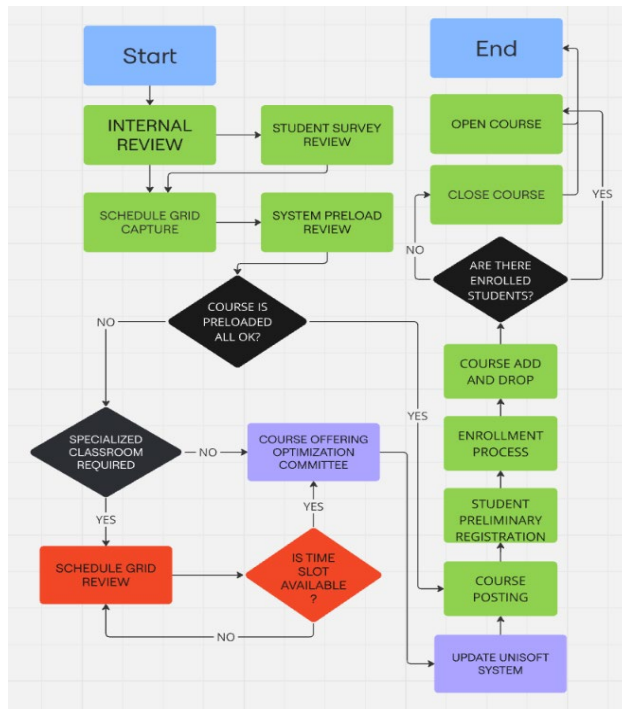 Start
INTERNAL
REVIEW
STUDENT SURVEY
REVIEW
SCHEDULE GRID
CAPTURE
SYSTEM PRELOAD
REVIEW
COURSE IS
PRELOADED
ALL OK?
NO
YES
SPECIALIZED
CLASSROOM
REQUIRED
NO
YES
COURSE OFFERING
OPTIMIZATION
COMMITTEE
YES
SCHEDULE GRID
REVIEW
IS TIME
SLOT
AVAILABLE
?
NO
UPDATE UNISOFT
SYSTEM
COURSE
POSTING
STUDENT
PRELIMINARY
REGISTRATION
ENROLLMENT
PROCESS
COURSE ADD
AND DROP
ARE THERE
ENROLLED
STUDENTS?
NO
YES
CLOSE COURSE
OPEN COURSE
End